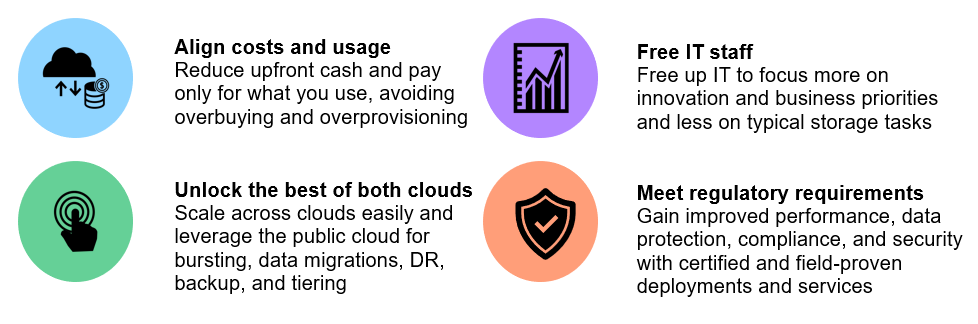 Align costs and usage
Reduce upfront cash and pay
only for what you use, avoiding
overbuying and overprovisioning
Free IT staff
Free up IT to focus more on
innovation and business priorities
and less on typical storage tasks
Unlock the best of both clouds
Scale across clouds easily and
leverage the public cloud for
bursting, data migrations, DR,
backup, and tiering
Meet regulatory requirements
Gain improved performance, data
protection, compliance, and security
with certified and field-proven
deployments and services